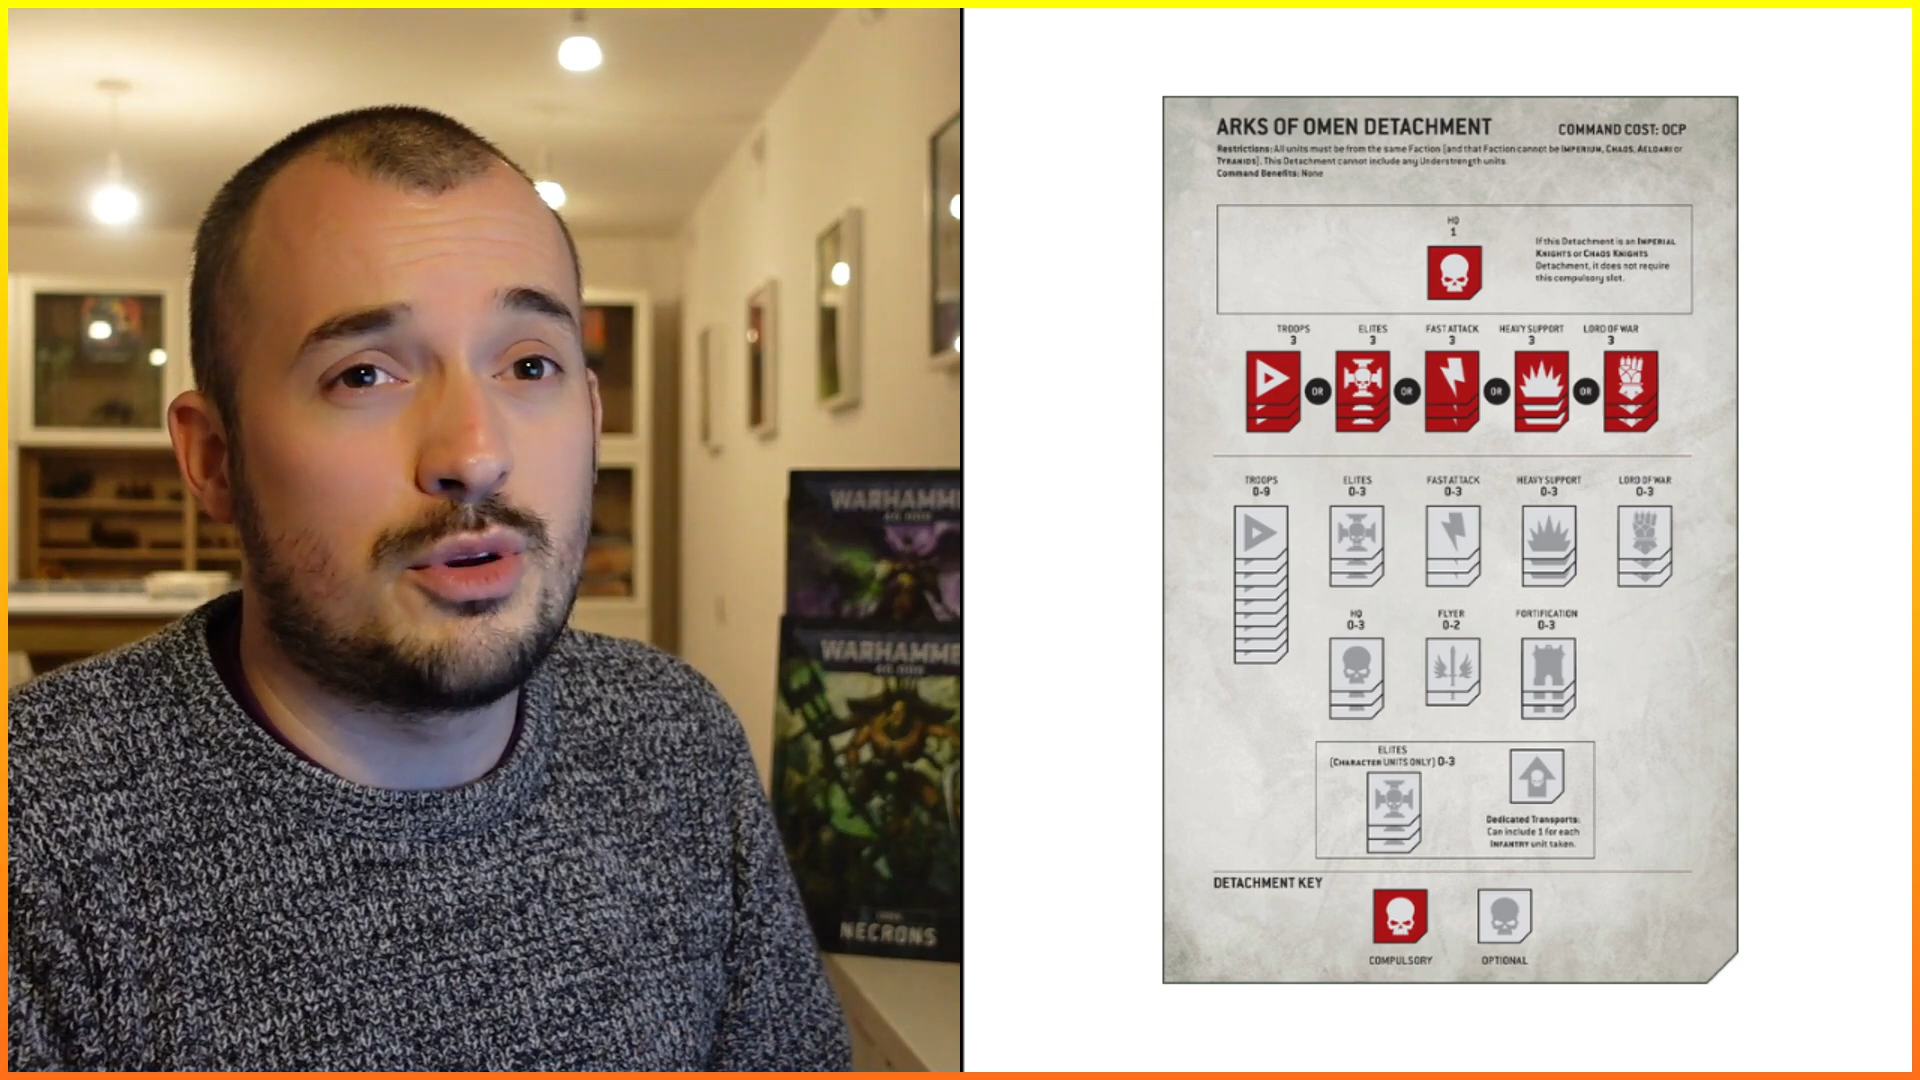 WARHAMME
WARHAMME
NECRONS
ARKS OF OMEN DETACHMENT COMMAND COST: 0CP
Restrictions: All units must be from the same Faction (and that Faction cannot be IMPERIUM, CHAOS, AELDARI or
TYRANIDS). This Detachment cannot include any Understrength units.
Command Benefits: None
HQ
1
If this Detachment is an IMPERIAL
KNIGHTS or CHAOS KNIGHTS
Detachment, it does not require
this compulsory slot.
TROOPS ELITES FAST ATTACK HEAVY SUPPORT LORD OF WAR
3 3 3 3 3
OR OR OR OR
TROOPS ELITES FAST ATTACK HEAVY SUPPORT LORD OF WAR
0-9 0-3 0-3 0-3 0-3
HQ FLYER FORTIFICATION
0-3 0-2 0-3
ELITES
(CHARACTER UNITS ONLY) 0-3
Dedicated Transports:
Can include 1 for each
INFANTRY unit taken.
DETACHMENT KEY
COMPULSORY OPTIONAL